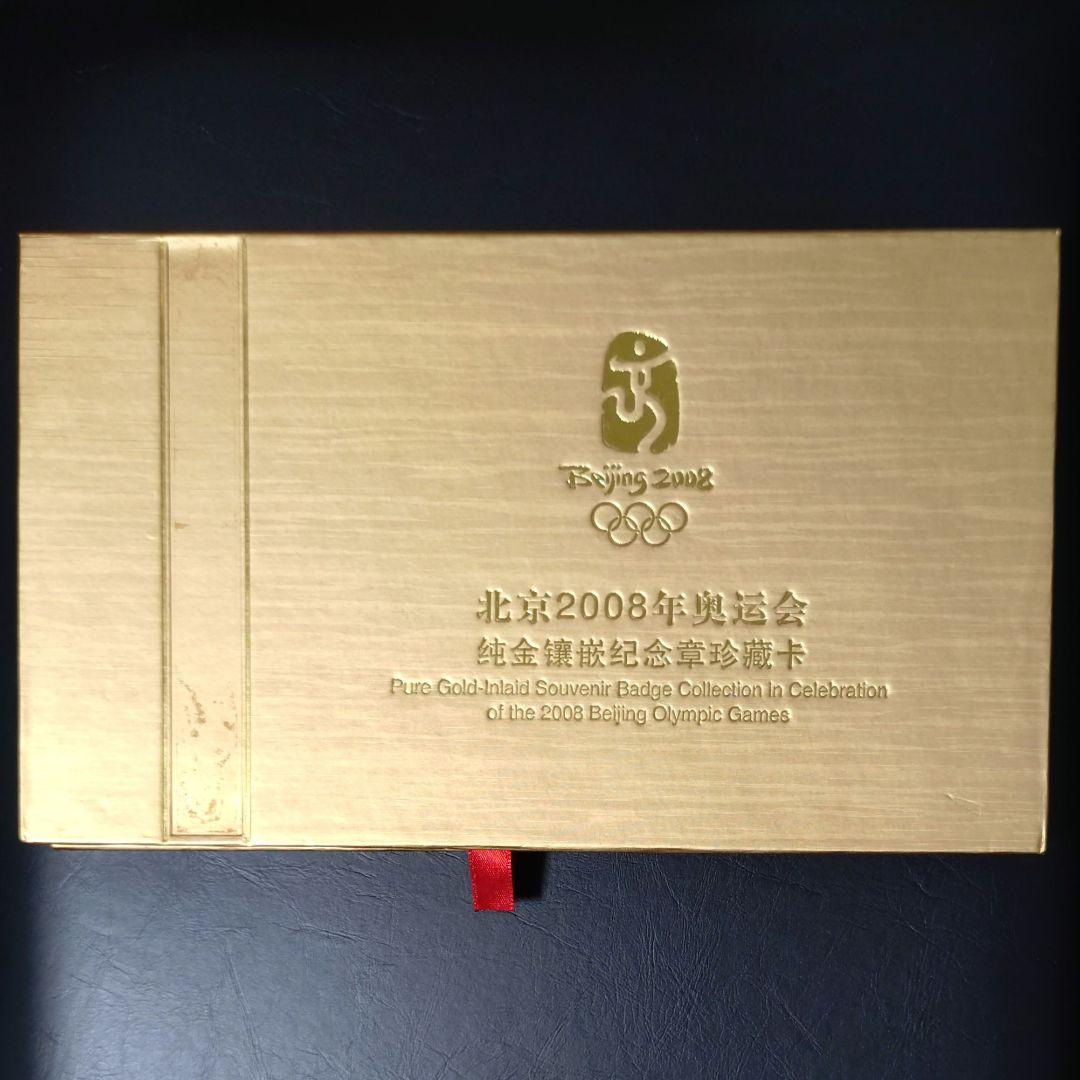 Beijing 2008
北京2008年奥运会
纯金镶嵌纪念章珍藏卡
Pure Gold-Inlaid Souvenir Badge Collection in Celebration
of the 2008 Beijing Olympic Games